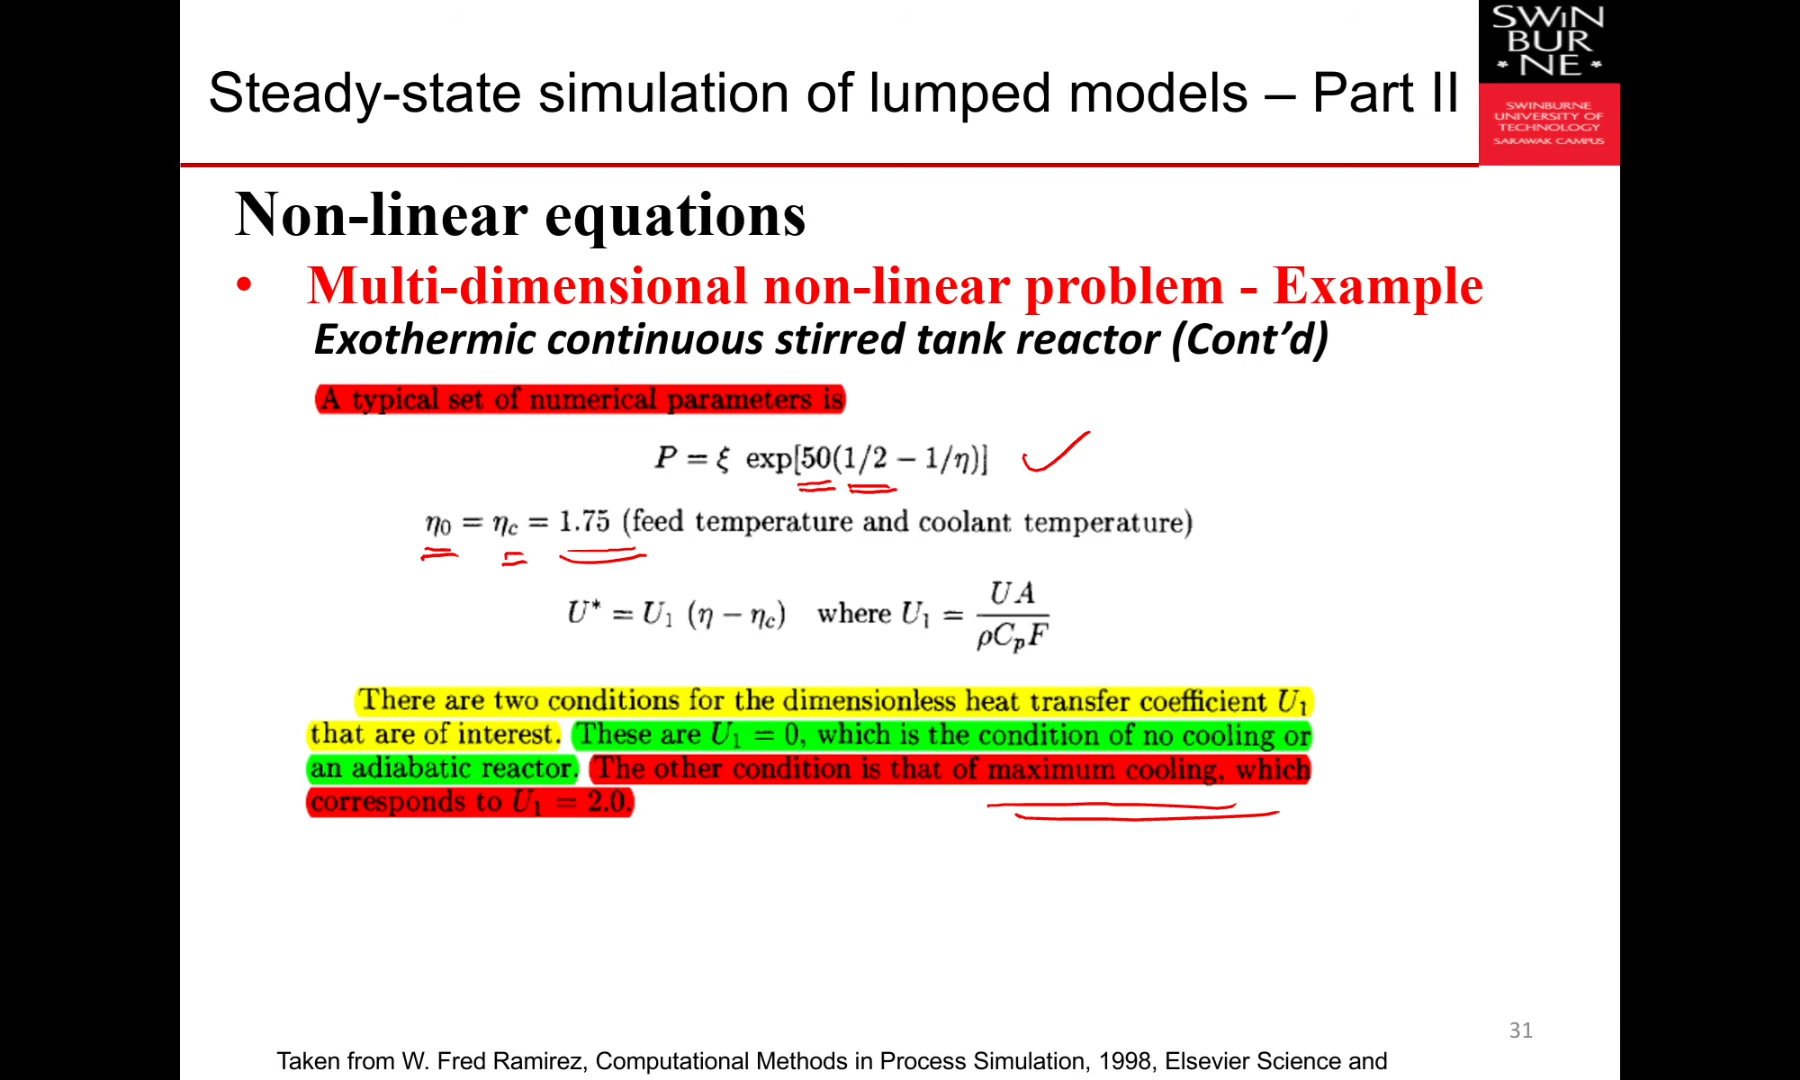 SWiN
BUR
* NE *
SWINBURNE
UNIVERSITY OF
TECHNOLOGY
SARAWAK CAMPUS
Steady-state simulation of lumped models – Part II
Non-linear equations
• Multi-dimensional non-linear problem - Example
Exothermic continuous stirred tank reactor (Cont’d)
A typical set of numerical parameters is
P = ξ exp[50(1/2 − 1/η)]
η₀ = η_c = 1.75 (feed temperature and coolant temperature)
U* = U₁ (η − η_c) where U₁ = UA / ρC_pF
There are two conditions for the dimensionless heat transfer coefficient U₁
that are of interest. These are U₁ = 0, which is the condition of no cooling or
an adiabatic reactor. The other condition is that of maximum cooling, which
corresponds to U₁ = 2.0.
31
Taken from W. Fred Ramirez, Computational Methods in Process Simulation, 1998, Elsevier Science and